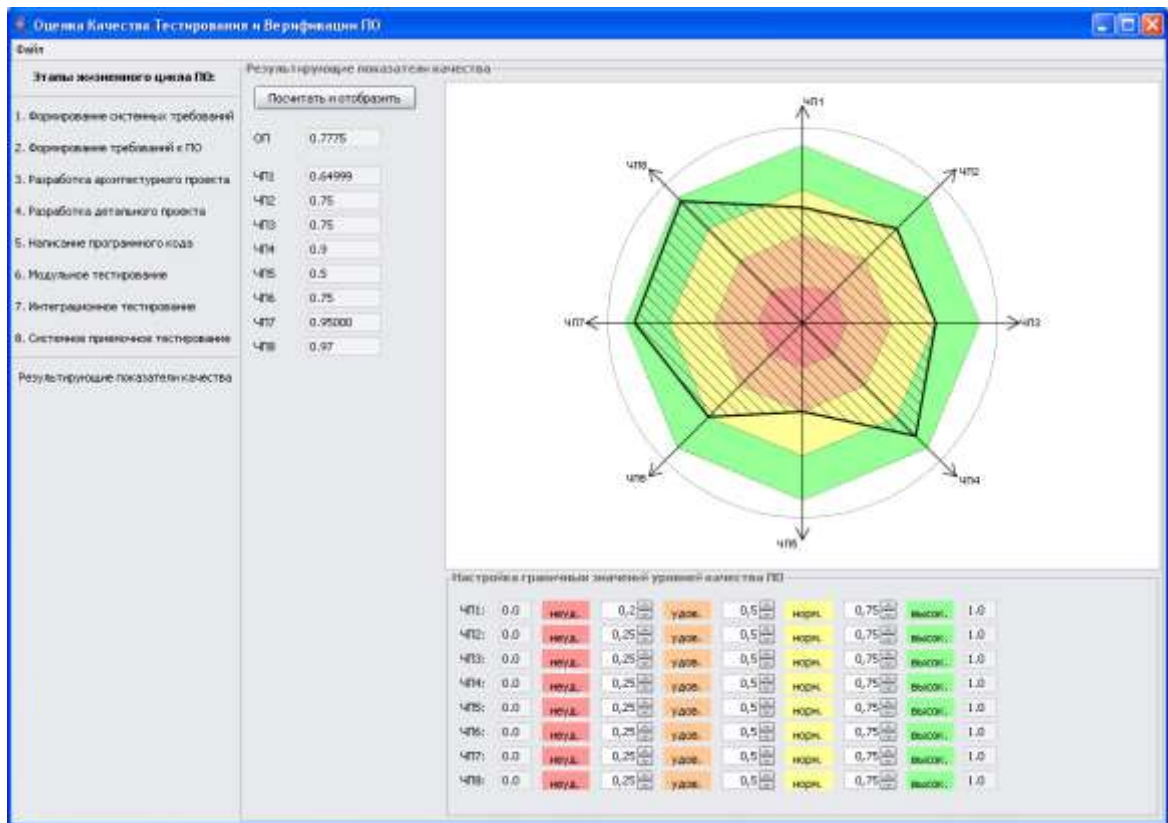 Оценка Качества Тестирования и Верификации ПО
Файл
Этапы жизненного цикла ПО:
1. Формирование системных требований
2. Формирование требований к ПО
3. Разработка архитектурного проекта
4. Разработка детального проекта
5. Написание программного кода
6. Модульное тестирование
7. Интеграционное тестирование
8. Системное приемочное тестирование
Результирующие показатели качества
Результирующие показатели качества
Посчитать и отобразить
ОП 0.7775
ЧП1 0.64999
ЧП2 0.75
ЧП3 0.75
ЧП4 0.9
ЧП5 0.5
ЧП6 0.75
ЧП7 0.95000
ЧП8 0.97
ЧП1
ЧП8
ЧП2
ЧП7
ЧП3
ЧП6
ЧП4
ЧП5
Настройка граничных значений уровней качества ПО
ЧП1: 0.0 неуд. 0,2 удов. 0,5 норм. 0,75 высок. 1.0
ЧП2: 0.0 неуд. 0,25 удов. 0,5 норм. 0,75 высок. 1.0
ЧП3: 0.0 неуд. 0,25 удов. 0,5 норм. 0,75 высок. 1.0
ЧП4: 0.0 неуд. 0,25 удов. 0,5 норм. 0,75 высок. 1.0
ЧП5: 0.0 неуд. 0,25 удов. 0,5 норм. 0,75 высок. 1.0
ЧП6: 0.0 неуд. 0,25 удов. 0,5 норм. 0,75 высок. 1.0
ЧП7: 0.0 неуд. 0,25 удов. 0,5 норм. 0,75 высок. 1.0
ЧП8: 0.0 неуд. 0,25 удов. 0,5 норм. 0,75 высок. 1.0